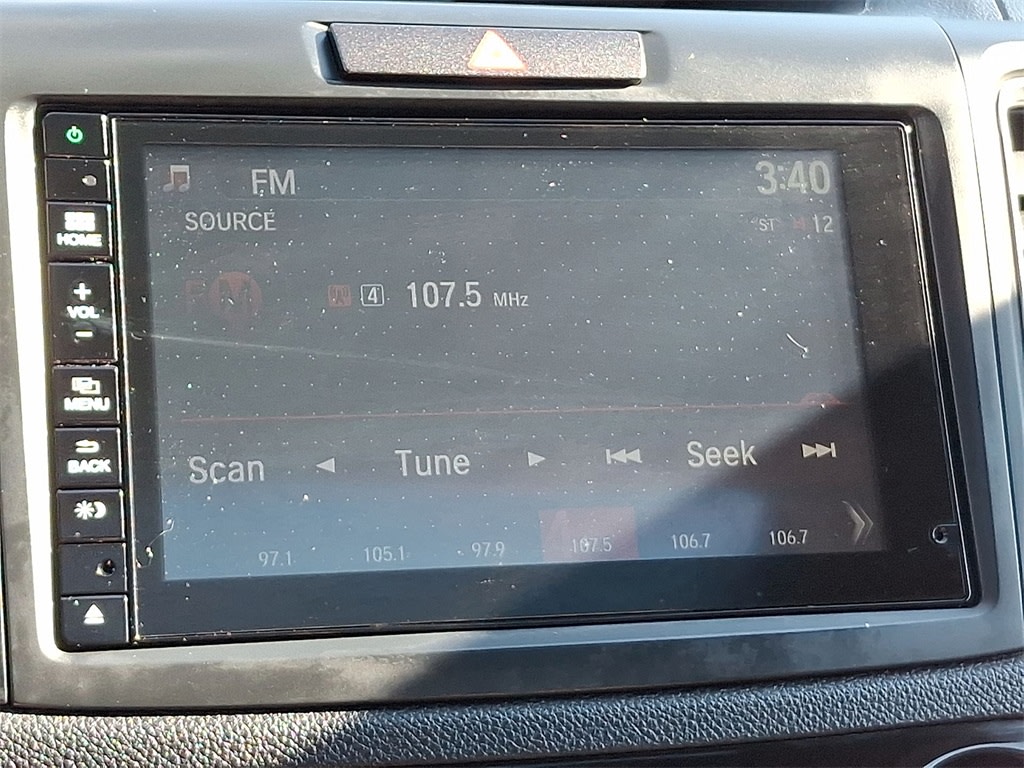 FM
3:40
SOURCE
ST 12
HOME
4 107.5 MHz
+
VOL
−
MENU
BACK
Scan Tune Seek
97.1 105.1 97.9 107.5 106.7 106.7